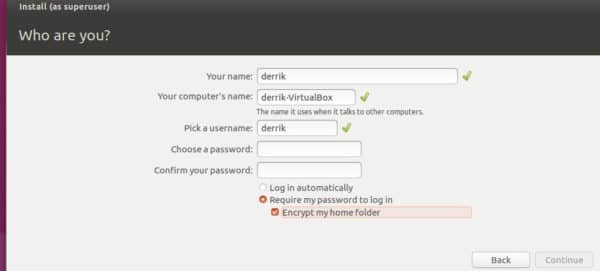 Install (as superuser)
Who are you?
Your name: derrik
Your computer's name: derrik-VirtualBox
The name it uses when it talks to other computers.
Pick a username: derrik
Choose a password:
Confirm your password:
Log in automatically
Require my password to log in
Encrypt my home folder
Back Continue